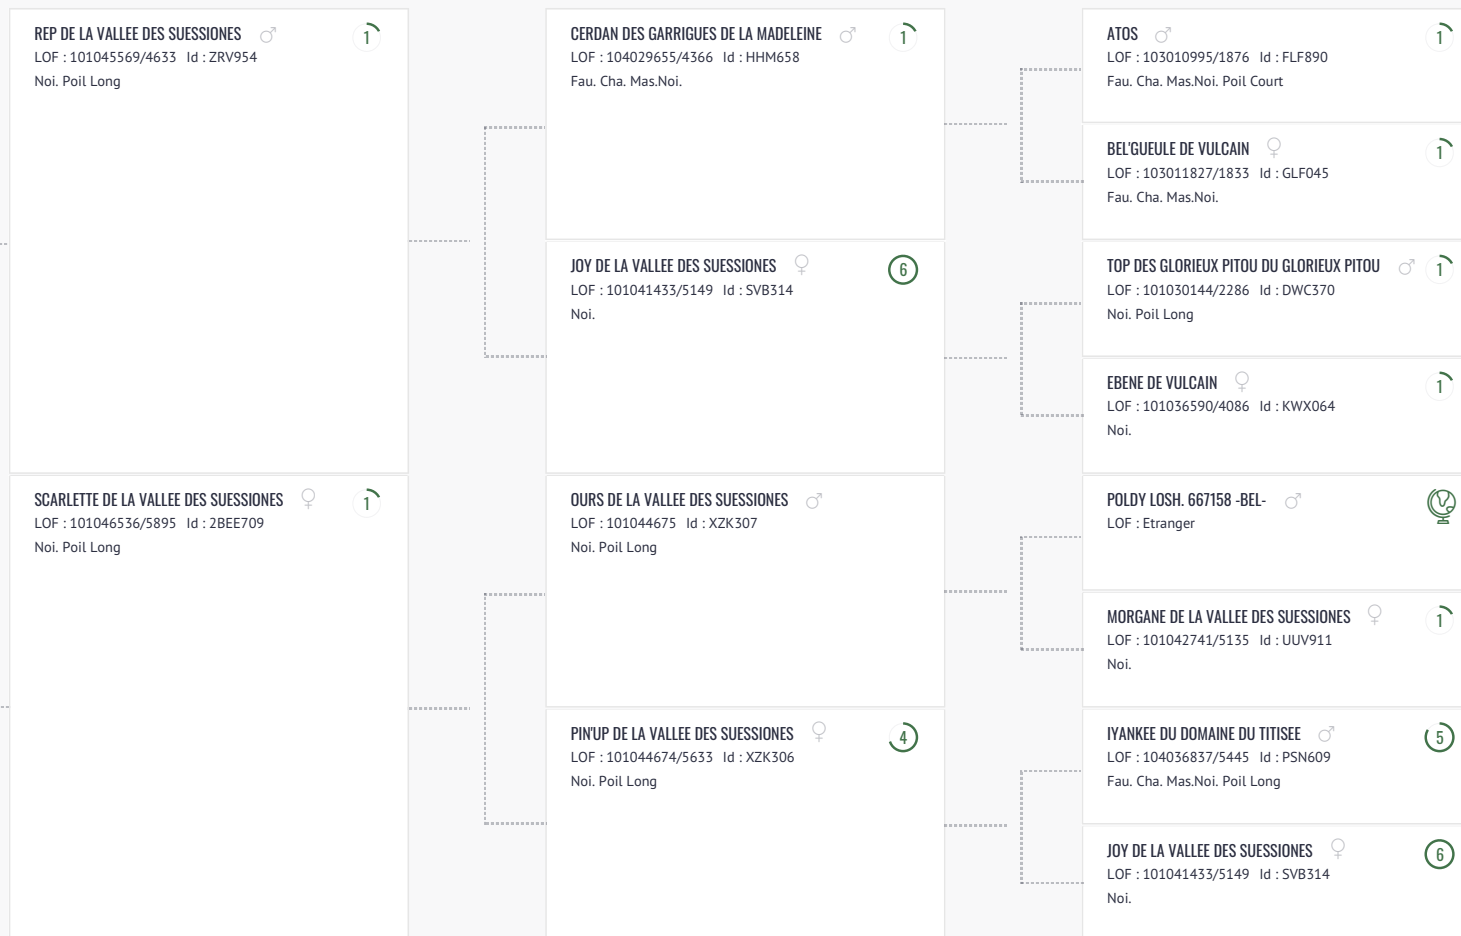 REP DE LA VALLEE DES SUESSIONES
1
LOF : 101045569/4633 Id : ZRV954
Noi. Poil Long
SCARLETTE DE LA VALLEE DES SUESSIONES
1
LOF : 101046536/5895 Id : 2BEE709
Noi. Poil Long
CERDAN DES GARRIGUES DE LA MADELEINE
1
LOF : 104029655/4366 Id : HHM658
Fau. Cha. Mas.Noi.
JOY DE LA VALLEE DES SUESSIONES
6
LOF : 101041433/5149 Id : SVB314
Noi.
OURS DE LA VALLEE DES SUESSIONES
LOF : 101044675 Id : XZK307
Noi. Poil Long
PIN'UP DE LA VALLEE DES SUESSIONES
4
LOF : 101044674/5633 Id : XZK306
Noi. Poil Long
ATOS
1
LOF : 103010995/1876 Id : FLF890
Fau. Cha. Mas.Noi. Poil Court
BEL'GUEULE DE VULCAIN
1
LOF : 103011827/1833 Id : GLF045
Fau. Cha. Mas.Noi.
TOP DES GLORIEUX PITOU DU GLORIEUX PITOU
1
LOF : 101030144/2286 Id : DWC370
Noi. Poil Long
EBENE DE VULCAIN
1
LOF : 101036590/4086 Id : KWX064
Noi.
POLDY LOSH. 667158 -BEL-
LOF : Etranger
MORGANE DE LA VALLEE DES SUESSIONES
1
LOF : 101042741/5135 Id : UUV911
Noi.
IYANKEE DU DOMAINE DU TITISEE
5
LOF : 104036837/5445 Id : PSN609
Fau. Cha. Mas.Noi. Poil Long
JOY DE LA VALLEE DES SUESSIONES
6
LOF : 101041433/5149 Id : SVB314
Noi.